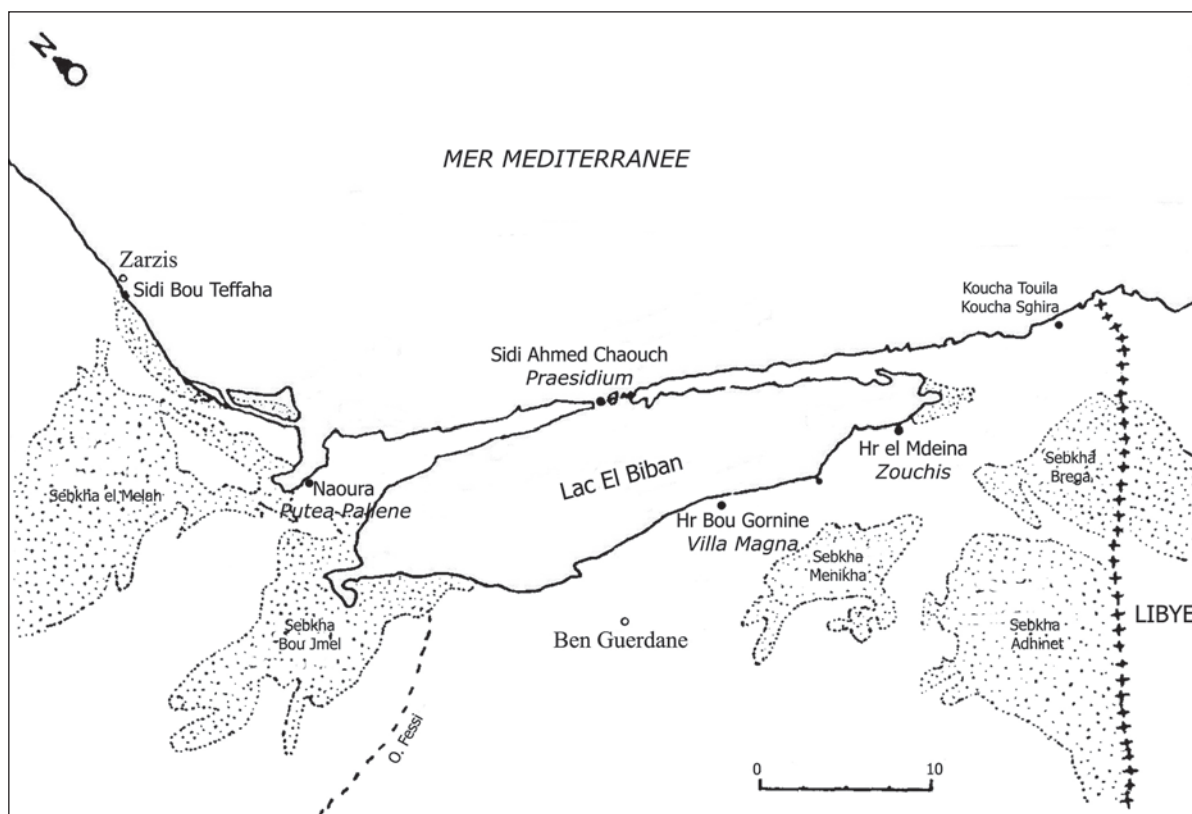 N
MER MEDITERRANEE
Zarzis
Sidi Bou Teffaha
Koucha Touila
Koucha Sghira
Sidi Ahmed Chaouch
Praesidium
Lac El Biban
Hr el Mdeina
Zouchis
Sebkha
Brega
Sebkha el Melah
Naoura
Putea Pallene
Hr Bou Gornine
Villa Magna
Sebkha
Menikha
Sebkha
Bou Jmel
Ben Guerdane
Sebkha
Adhinet
LIBYE
O. Fessi
0 10